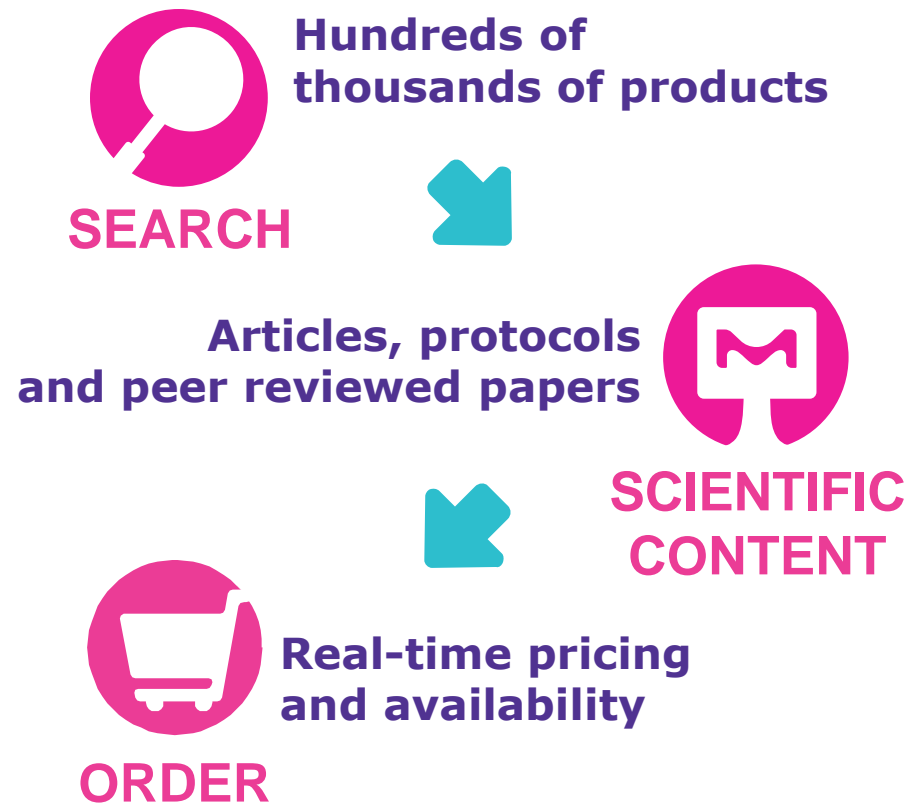 Hundreds of
thousands of products
SEARCH
Articles, protocols
and peer reviewed papers
SCIENTIFIC
CONTENT
Real-time pricing
and availability
ORDER